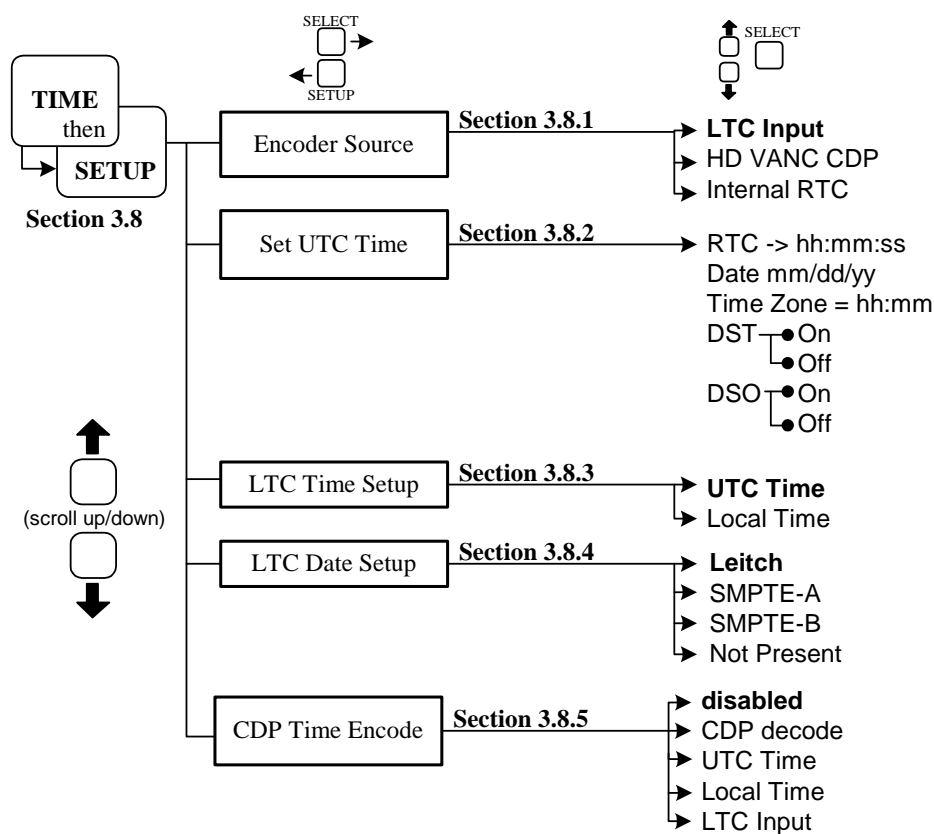 SELECT
SETUP
SELECT
TIME
then
SETUP
Section 3.8
Encoder Source
Section 3.8.1
LTC Input
HD VANC CDP
Internal RTC
Set UTC Time
Section 3.8.2
RTC -> hh:mm:ss
Date mm/dd/yy
Time Zone = hh:mm
DST
On
Off
DSO
On
Off
(scroll up/down)
LTC Time Setup
Section 3.8.3
UTC Time
Local Time
LTC Date Setup
Section 3.8.4
Leitch
SMPTE-A
SMPTE-B
Not Present
CDP Time Encode
Section 3.8.5
disabled
CDP decode
UTC Time
Local Time
LTC Input